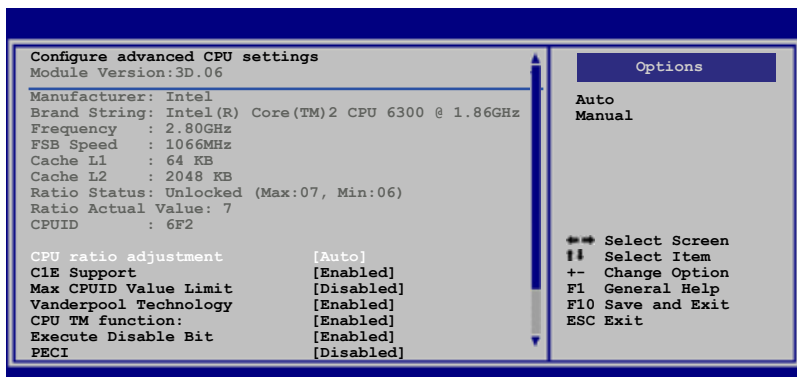 Configure advanced CPU settings
Module Version:3D.06
Manufacturer: Intel
Brand String: Intel(R) Core(TM)2 CPU 6300 @ 1.86GHz
Frequency : 2.80GHz
FSB Speed : 1066MHz
Cache L1 : 64 KB
Cache L2 : 2048 KB
Ratio Status: Unlocked (Max:07, Min:06)
Ratio Actual Value: 7
CPUID : 6F2
CPU ratio adjustment [Auto]
C1E Support [Enabled]
Max CPUID Value Limit [Disabled]
Vanderpool Technology [Enabled]
CPU TM function: [Enabled]
Execute Disable Bit [Enabled]
PECI [Disabled]
Options
Auto
Manual
←→ Select Screen
↑↓ Select Item
+- Change Option
F1 General Help
F10 Save and Exit
ESC Exit